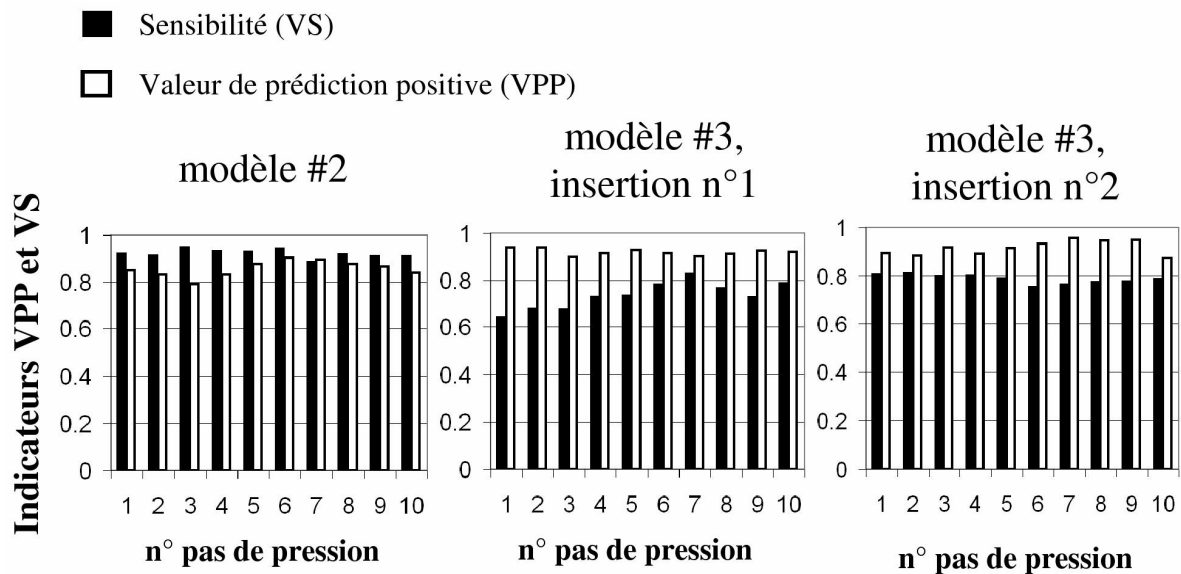 Sensibilité (VS)
Valeur de prédiction positive (VPP)
Indicateurs VPP et VS
modèle #2
1
0.8
0.6
0.4
0.2
0
1 2 3 4 5 6 7 8 9 10
n° pas de pression
modèle #3,
insertion n°1
1
0.8
0.6
0.4
0.2
0
1 2 3 4 5 6 7 8 9 10
n° pas de pression
modèle #3,
insertion n°2
1
0.8
0.6
0.4
0.2
0
1 2 3 4 5 6 7 8 9 10
n° pas de pression